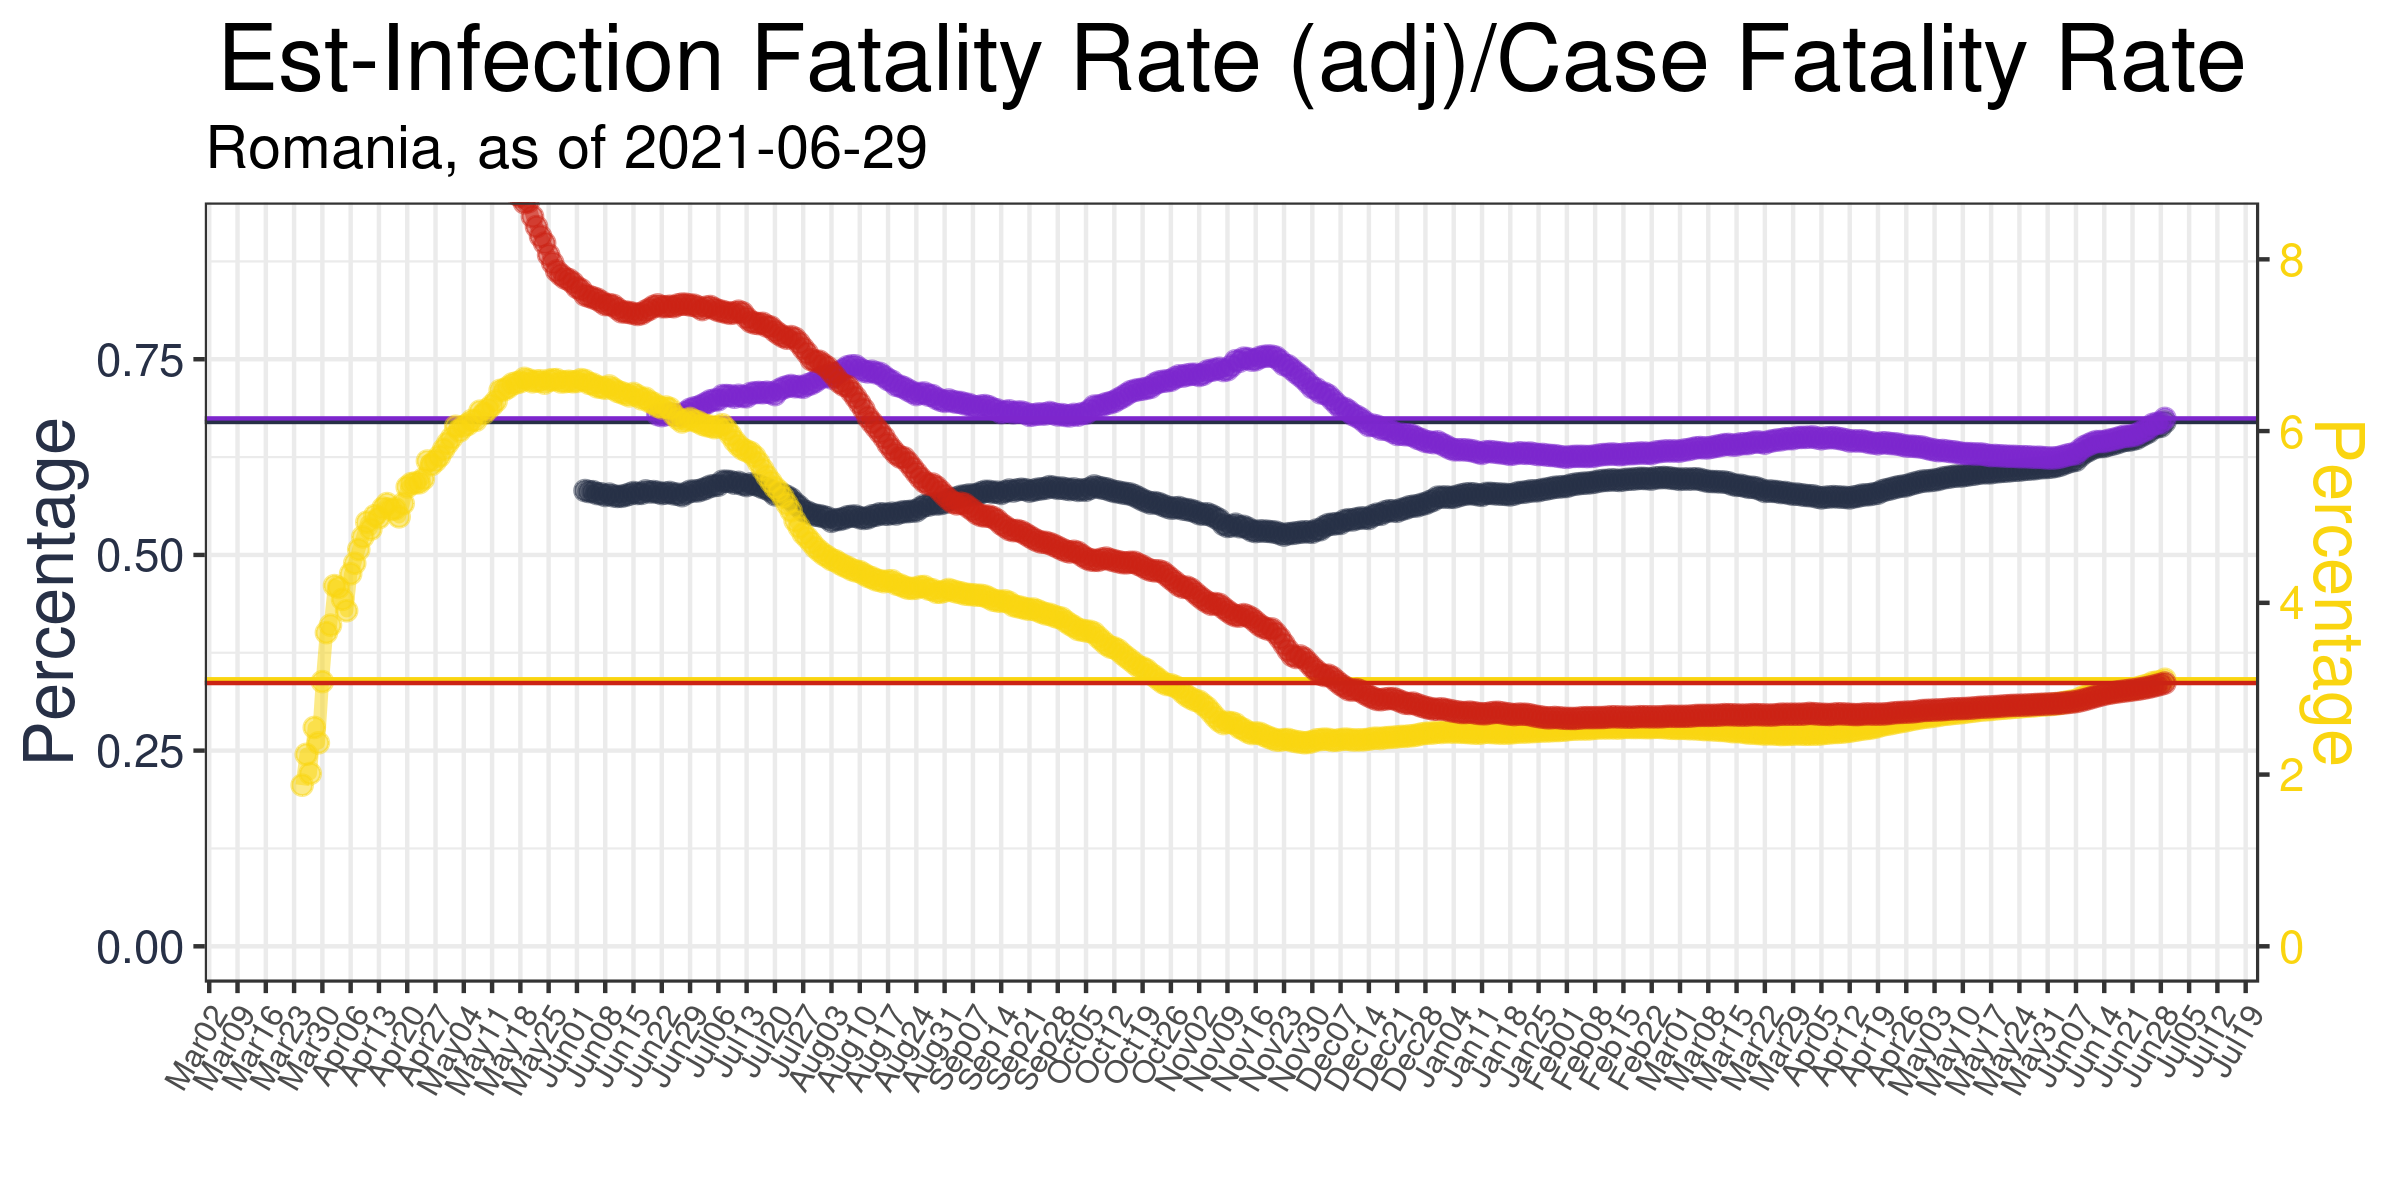 Est-Infection Fatality Rate (adj)/Case Fatality Rate
Romania, as of 2021-06-29
Percentage
0.75
0.50
0.25
0.00
8
6
4
2
0
Percentage
Mar02
Mar09
Mar16
Mar23
Mar30
Apr06
Apr13
Apr20
Apr27
May04
May11
May18
May25
Jun01
Jun08
Jun15
Jun22
Jun29
Jul06
Jul13
Jul20
Jul27
Aug03
Aug10
Aug17
Aug24
Aug31
Sep07
Sep14
Sep21
Sep28
Oct05
Oct12
Oct19
Oct26
Nov02
Nov09
Nov16
Nov23
Nov30
Dec07
Dec14
Dec21
Dec28
Jan04
Jan11
Jan18
Jan25
Feb01
Feb08
Feb15
Feb22
Mar01
Mar08
Mar15
Mar22
Mar29
Apr05
Apr12
Apr19
Apr26
May03
May10
May17
May24
May31
Jun07
Jun14
Jun21
Jun28
Jul05
Jul12
Jul19